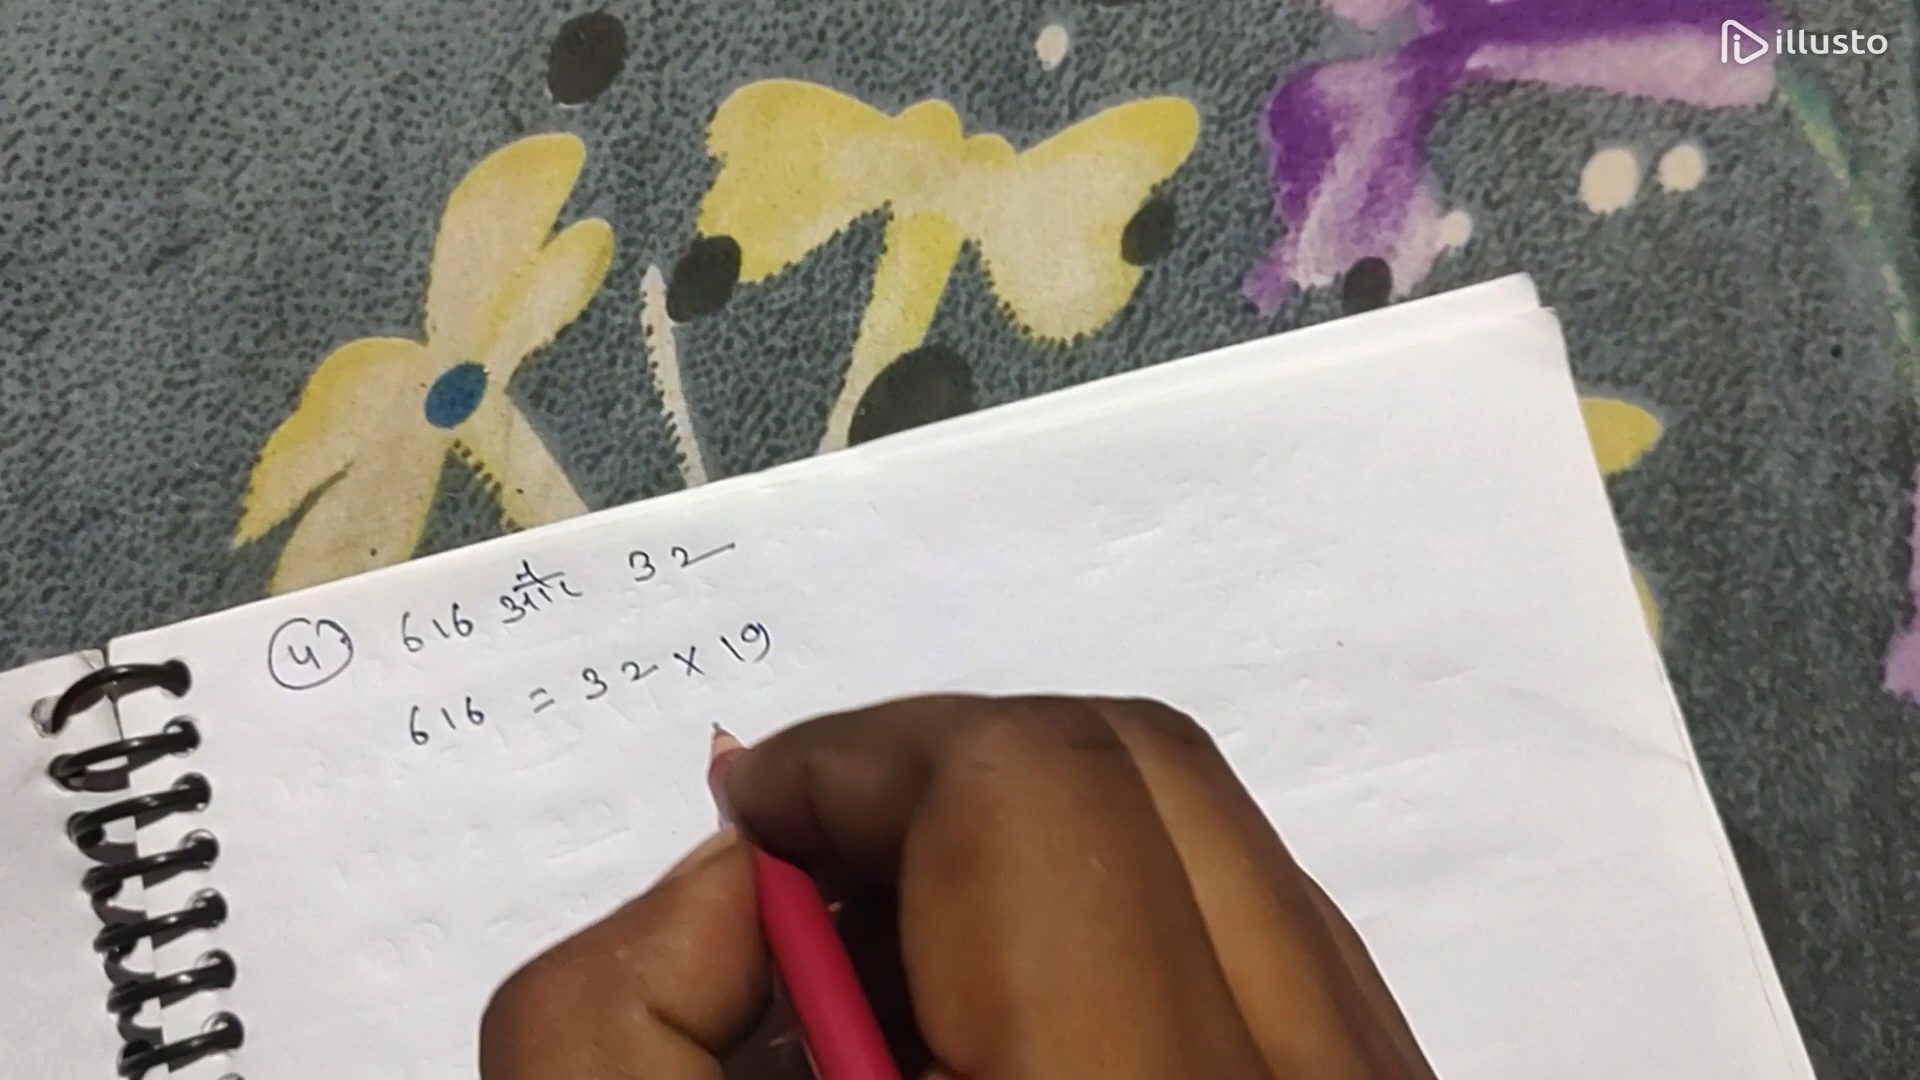 illusto
(4) 616 और 32
616 = 32 × 19